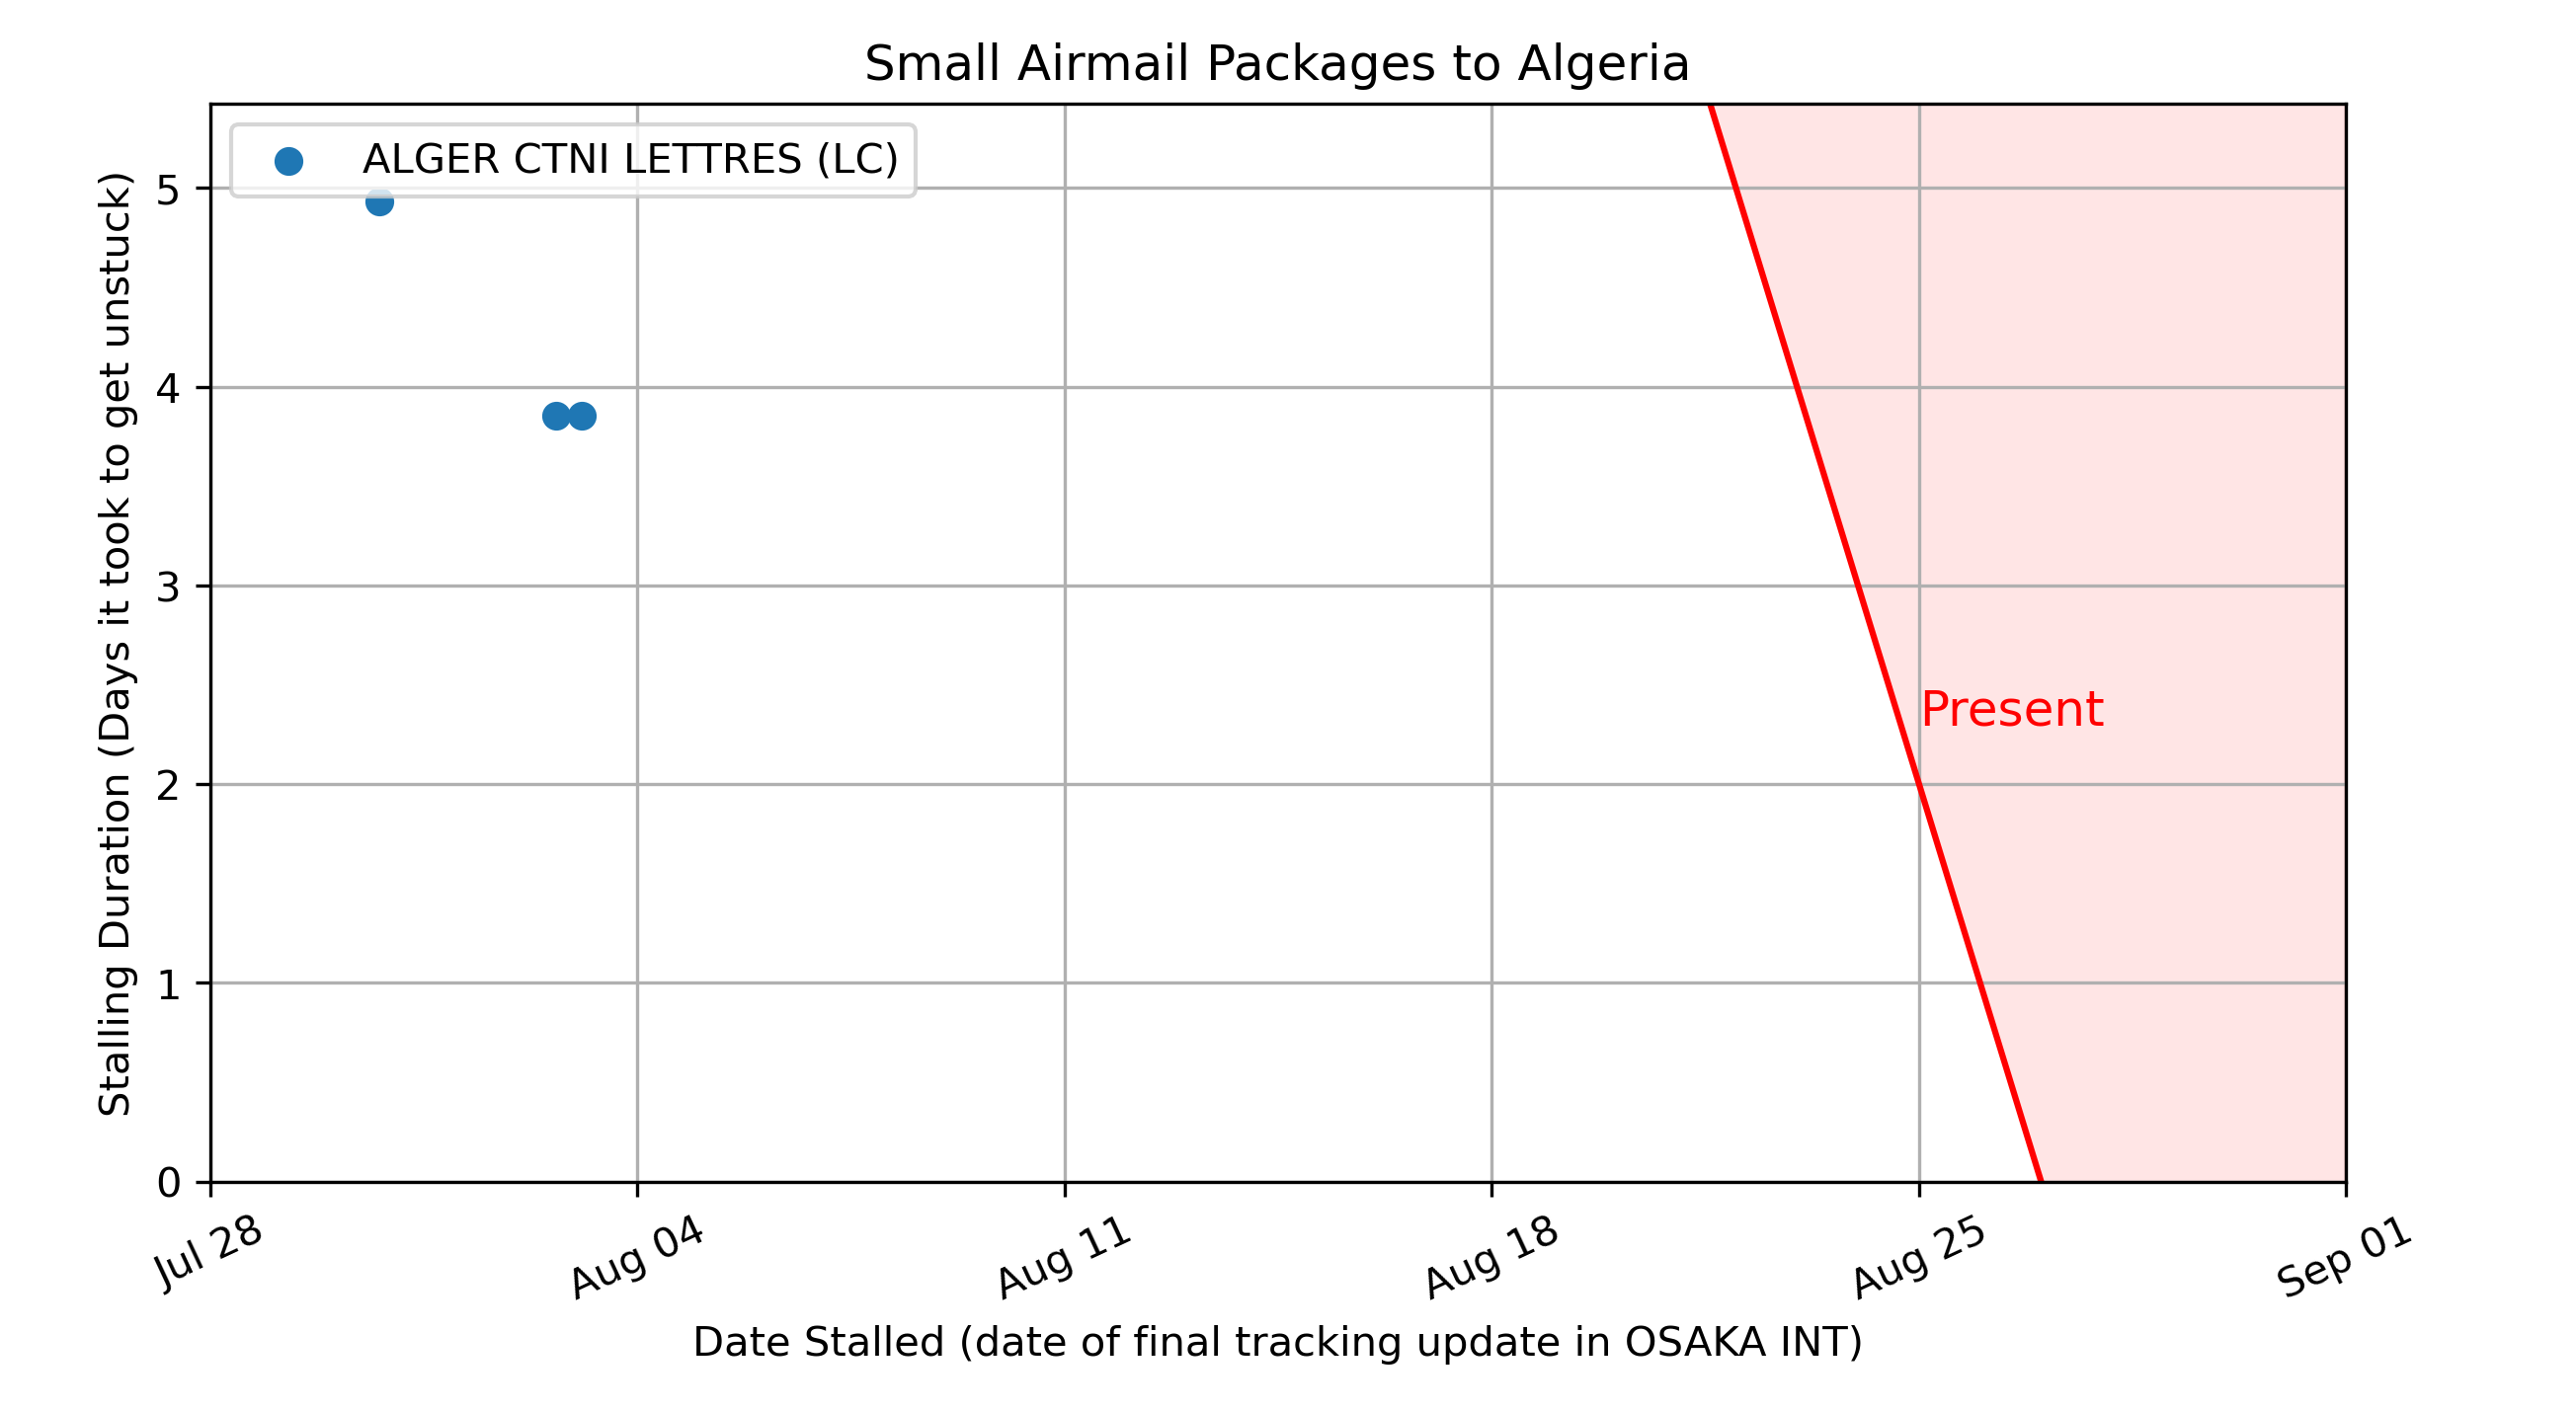 Small Airmail Packages to Algeria
ALGER CTNI LETTRES (LC)
Stalling Duration (Days it took to get unstuck)
5
4
3
2
1
0
Present
Jul 28
Aug 04
Aug 11
Aug 18
Aug 25
Sep 01
Date Stalled (date of final tracking update in OSAKA INT)